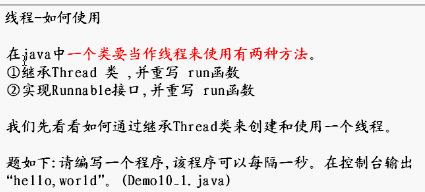 线程-如何使用
在java中一个类要当作线程来使用有两种方法。
①继承Thread 类 ,并重写 run函数
②实现Runnable接口,并重写 run函数
我们先看看如何通过继承Thread类来创建和使用一个线程。
题如下:请编写一个程序,该程序可以每隔一秒。在控制台输出
“hello,world”。(Demo10_1.java)